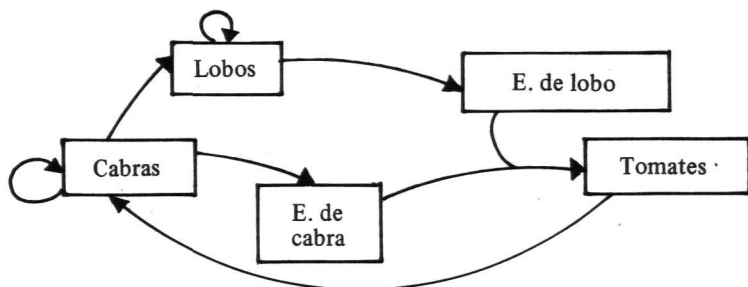 Lobos
E. de lobo
Cabras
E. de
cabra
Tomates